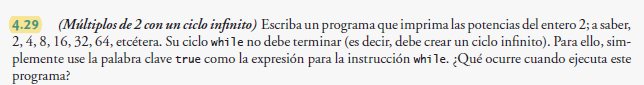 4.29 (Múltiplos de 2 con un ciclo infinito) Escriba un programa que imprima las potencias del entero 2; a saber,
2, 4, 8, 16, 32, 64, etcétera. Su ciclo while no debe terminar (es decir, debe crear un ciclo infinito). Para ello, sim-
plemente use la palabra clave true como la expresión para la instrucción while. ¿Qué ocurre cuando ejecuta este
programa?